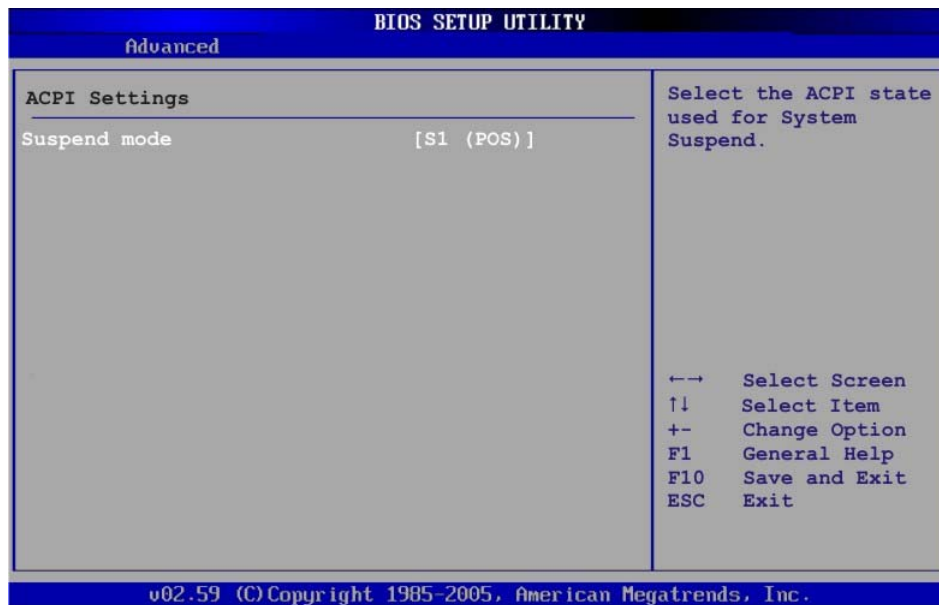 BIOS SETUP UTILITY
Advanced
ACPI Settings
Suspend mode [S1 (POS)]
Select the ACPI state
used for System
Suspend.
←→ Select Screen
↑↓ Select Item
+- Change Option
F1 General Help
F10 Save and Exit
ESC Exit
v02.59 (C)Copyright 1985-2005, American Megatrends, Inc.